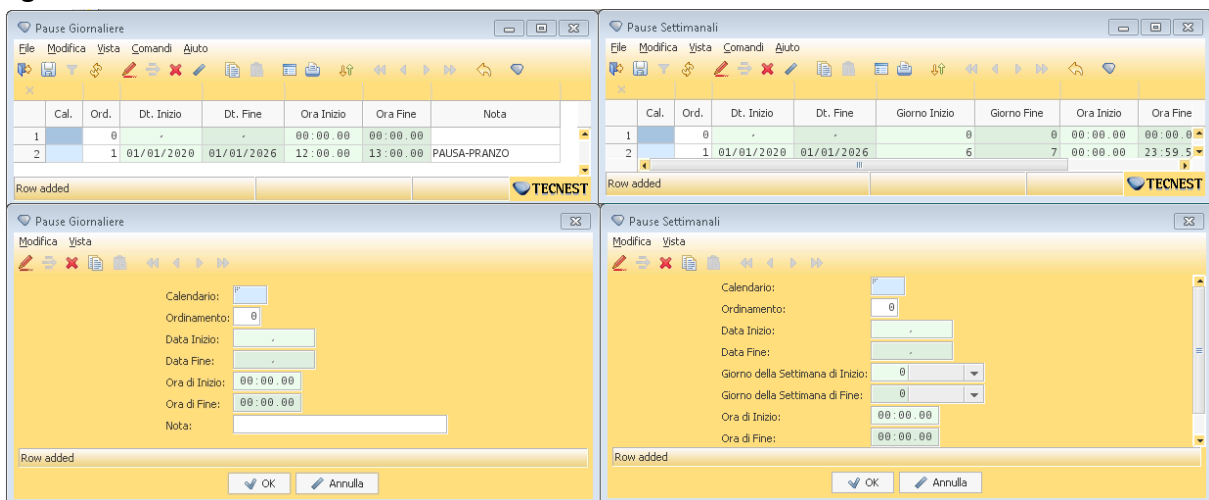 Pause Giornaliere
File Modifica Vista Comandi Aiuto
Cal. Ord. Dt. Inizio Dt. Fine Ora Inizio Ora Fine Nota
1 0 . . 00:00.00 00:00.00
2 1 01/01/2020 01/01/2026 12:00.00 13:00.00 PAUSA-PRANZO
Row added
TECNEST
Pause Settimanali
File Modifica Vista Comandi Aiuto
Cal. Ord. Dt. Inizio Dt. Fine Giorno Inizio Giorno Fine Ora Inizio Ora Fine
1 0 . . 0 0 00:00.00 00:00.0
2 1 01/01/2020 01/01/2026 6 7 00:00.00 23:59.5
Row added
TECNEST
Pause Giornaliere
Modifica Vista
Calendario:
Ordinamento: 0
Data Inizio: .
Data Fine: .
Ora di Inizio: 00:00.00
Ora di Fine: 00:00.00
Nota:
Row added
OK Annulla
Pause Settimanali
Modifica Vista
Calendario:
Ordinamento: 0
Data Inizio: .
Data Fine: .
Giorno della Settimana di Inizio: 0
Giorno della Settimana di Fine: 0
Ora di Inizio: 00:00.00
Ora di Fine: 00:00.00
Row added
OK Annulla